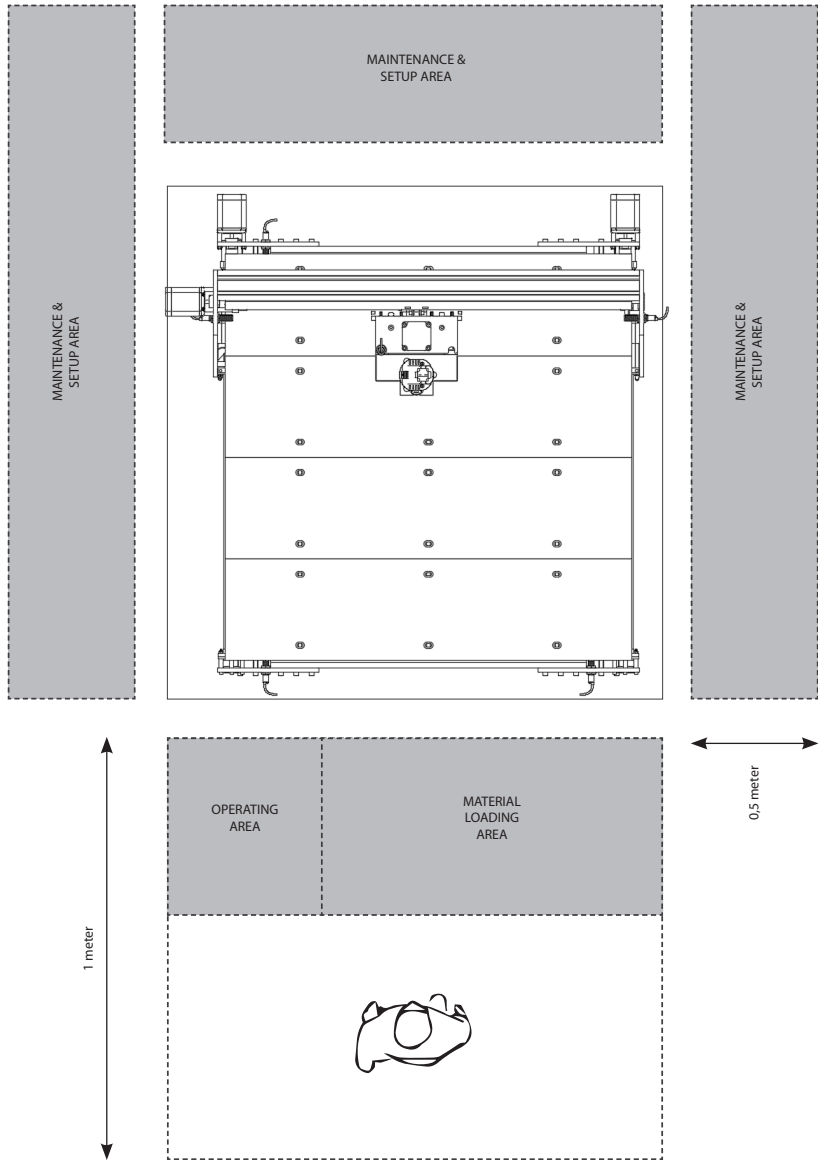 MAINTENANCE &
SETUP AREA
MAINTENANCE &
SETUP AREA
MAINTENANCE &
SETUP AREA
OPERATING
AREA
MATERIAL
LOADING
AREA
0,5 meter
1 meter